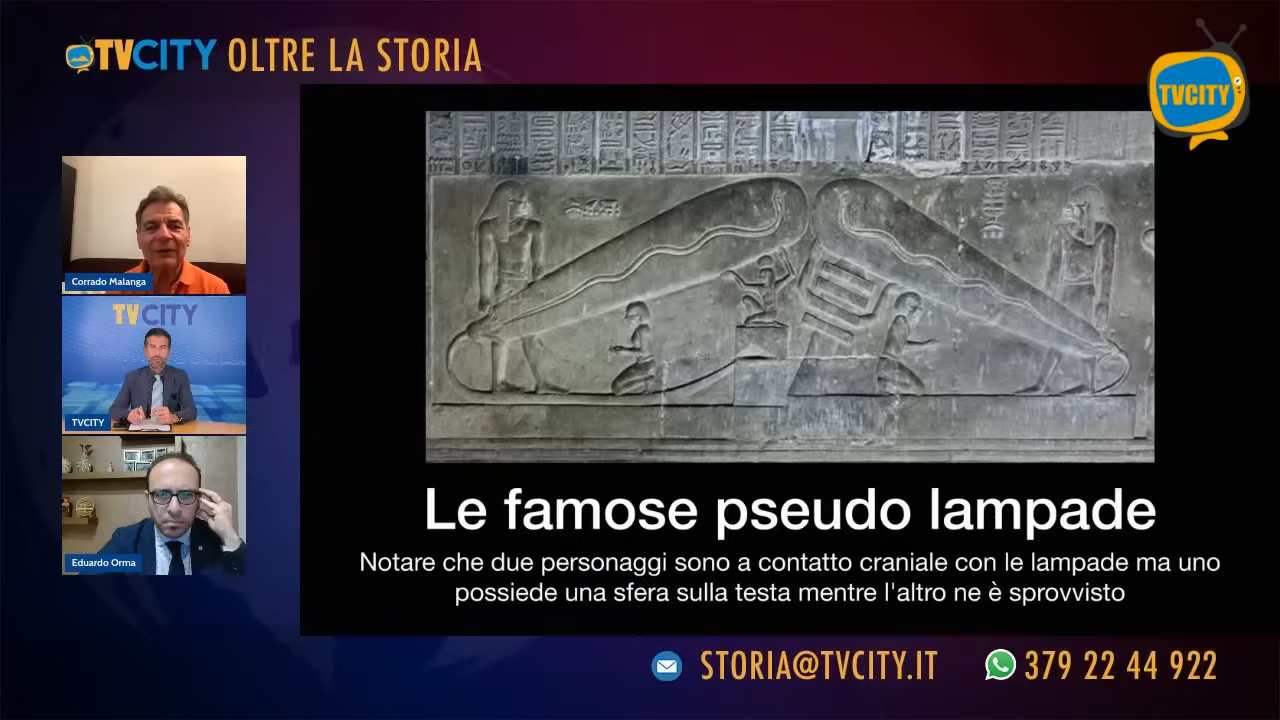 TVCITY OLTRE LA STORIA
TVCITY
Corrado Malanga
TVCITY
TVCITY
Eduardo Orma
Le famose pseudo lampade
Notare che due personaggi sono a contatto craniale con le lampade ma uno
possiede una sfera sulla testa mentre l'altro ne è sprovvisto
STORIA@TVCITY.IT
379 22 44 922